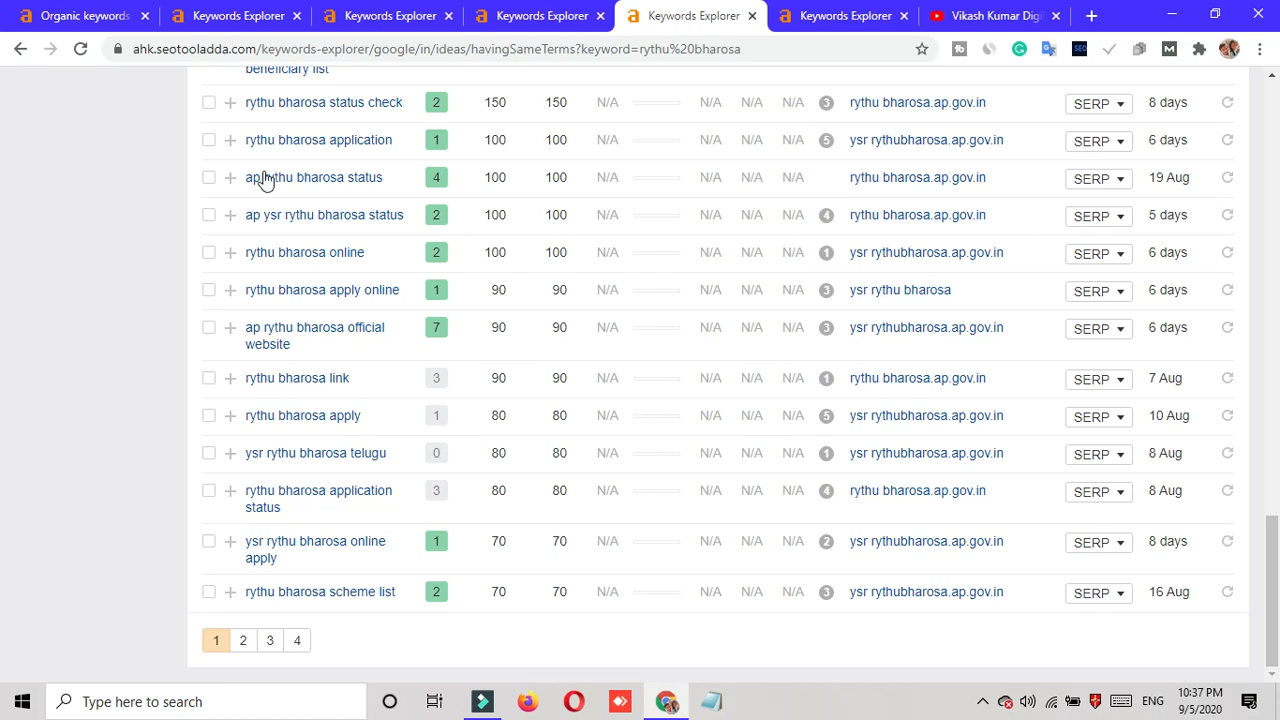 Organic keywords
Keywords Explorer
Keywords Explorer
Keywords Explorer
Keywords Explorer
Keywords Explorer
Vikash Kumar Dig
ahk.seotooladda.com/keywords-explorer/google/in/ideas/havingSameTerms?keyword=rythu%20bharosa
beneficiary list
rythu bharosa status check 2 150 150 N/A N/A N/A N/A 3 rythu bharosa.ap.gov.in SERP 8 days
rythu bharosa application 1 100 100 N/A N/A N/A N/A 5 ysr rythubharosa.ap.gov.in SERP 6 days
ap rythu bharosa status 4 100 100 N/A N/A N/A N/A rythu bharosa.ap.gov.in SERP 19 Aug
ap ysr rythu bharosa status 2 100 100 N/A N/A N/A N/A 4 rythu bharosa.ap.gov.in SERP 5 days
rythu bharosa online 2 100 100 N/A N/A N/A N/A 1 ysr rythubharosa.ap.gov.in SERP 6 days
rythu bharosa apply online 1 90 90 N/A N/A N/A N/A 3 ysr rythu bharosa SERP 6 days
ap rythu bharosa official 7 90 90 N/A N/A N/A N/A 3 ysr rythubharosa.ap.gov.in SERP 6 days
website
rythu bharosa link 3 90 90 N/A N/A N/A N/A 1 rythu bharosa.ap.gov.in SERP 7 Aug
rythu bharosa apply 1 80 80 N/A N/A N/A N/A 5 ysr rythubharosa.ap.gov.in SERP 10 Aug
ysr rythu bharosa telugu 0 80 80 N/A N/A N/A N/A 1 ysr rythubharosa.ap.gov.in SERP 8 Aug
rythu bharosa application 3 80 80 N/A N/A N/A N/A 4 rythu bharosa.ap.gov.in SERP 8 Aug
status
ysr rythu bharosa online 1 70 70 N/A N/A N/A N/A 2 ysr rythubharosa.ap.gov.in SERP 8 days
apply
rythu bharosa scheme list 2 70 70 N/A N/A N/A N/A 3 ysr rythubharosa.ap.gov.in SERP 16 Aug
1 2 3 4
Type here to search
ENG
10:37 PM
9/5/2020